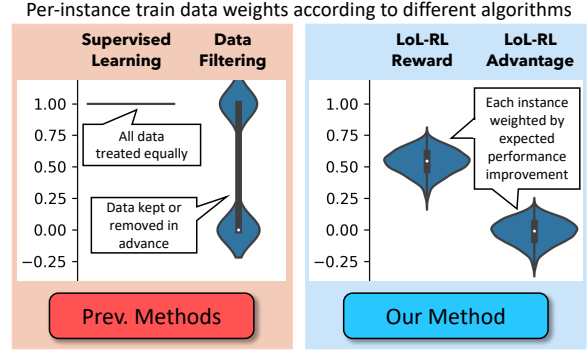 Per-instance train data weights according to different algorithms
Supervised
Learning
Data
Filtering
1.00
0.75
0.50
0.25
0.00
−0.25
All data
treated equally
Data kept or
removed in
advance
Prev. Methods
LoL-RL
Reward
LoL-RL
Advantage
1.00
0.75
0.50
0.25
0.00
−0.25
Each instance
weighted by
expected
performance
improvement
Our Method